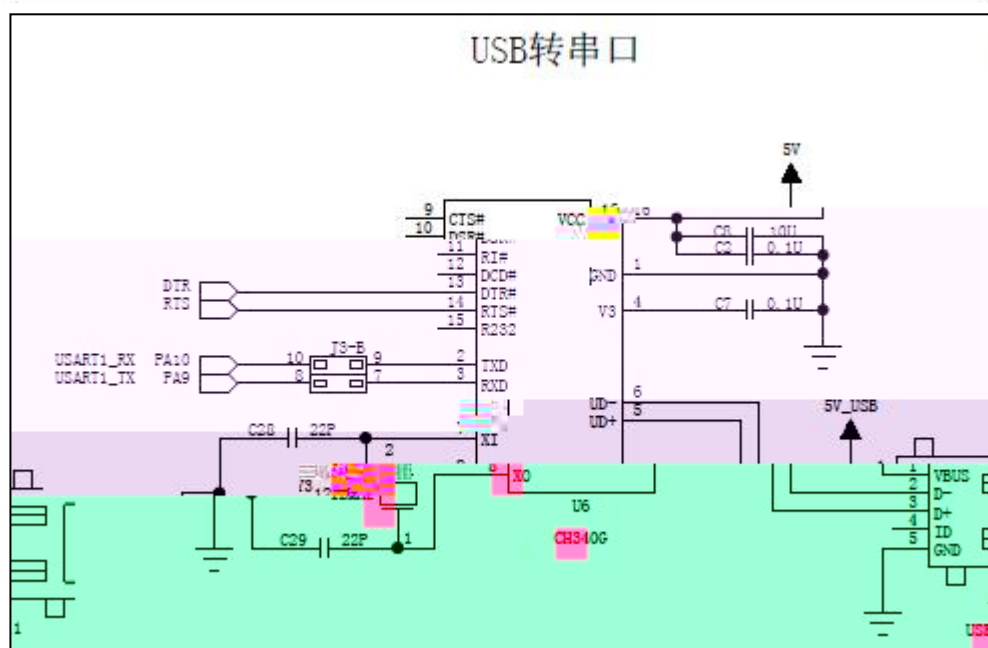 USB转串口
5V
9 CTS# VCC 16
10 DSR#
C8 10U
11 RI#
C2 0.1U
12 DCD# GND 1
DTR 13 DTR#
RTS 14 RTS# V3 4 C7 0.1U
15 R232
J3-B
USART1_RX PA10 10 9 2 TXD
USART1_TX PA9 8 7 3 RXD
UD- 6
UD+ 5
5V_USB
C28 22P XI
2
XO
1 VBUS
2 D-
3 D+
4 ID
5 GND
U6
CH340G
C29 22P 1
1
USB